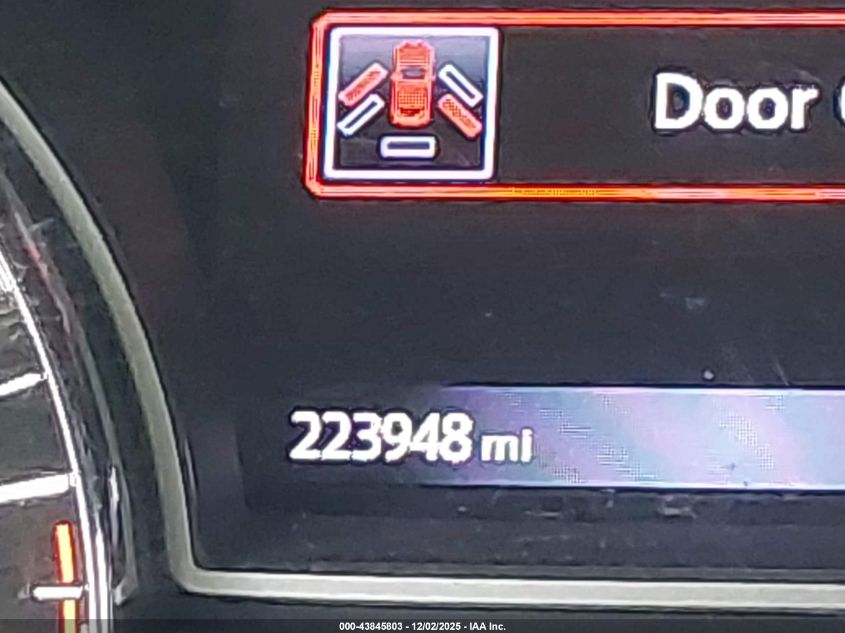 Door
223948 mi
000-43845803 - 12/02/2025 - IAA Inc.